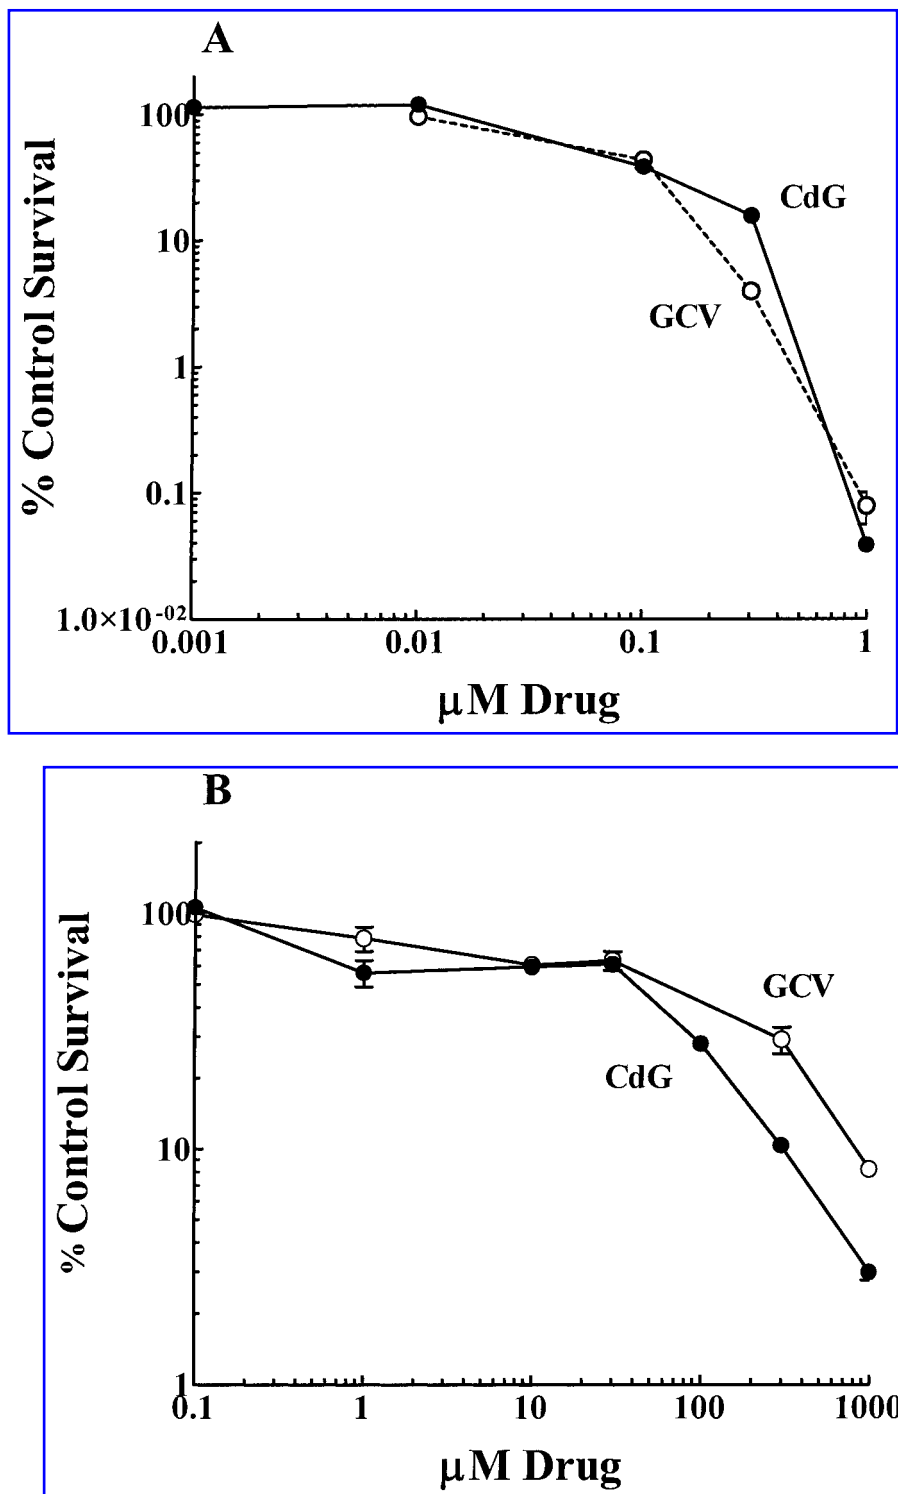 A
% Control Survival
100
10
1
0.1
1.0×10⁻⁰²
CdG
GCV
0.001 0.01 0.1 1
μM Drug
B
% Control Survival
100
10
1
GCV
CdG
0.1 1 10 100 1000
μM Drug